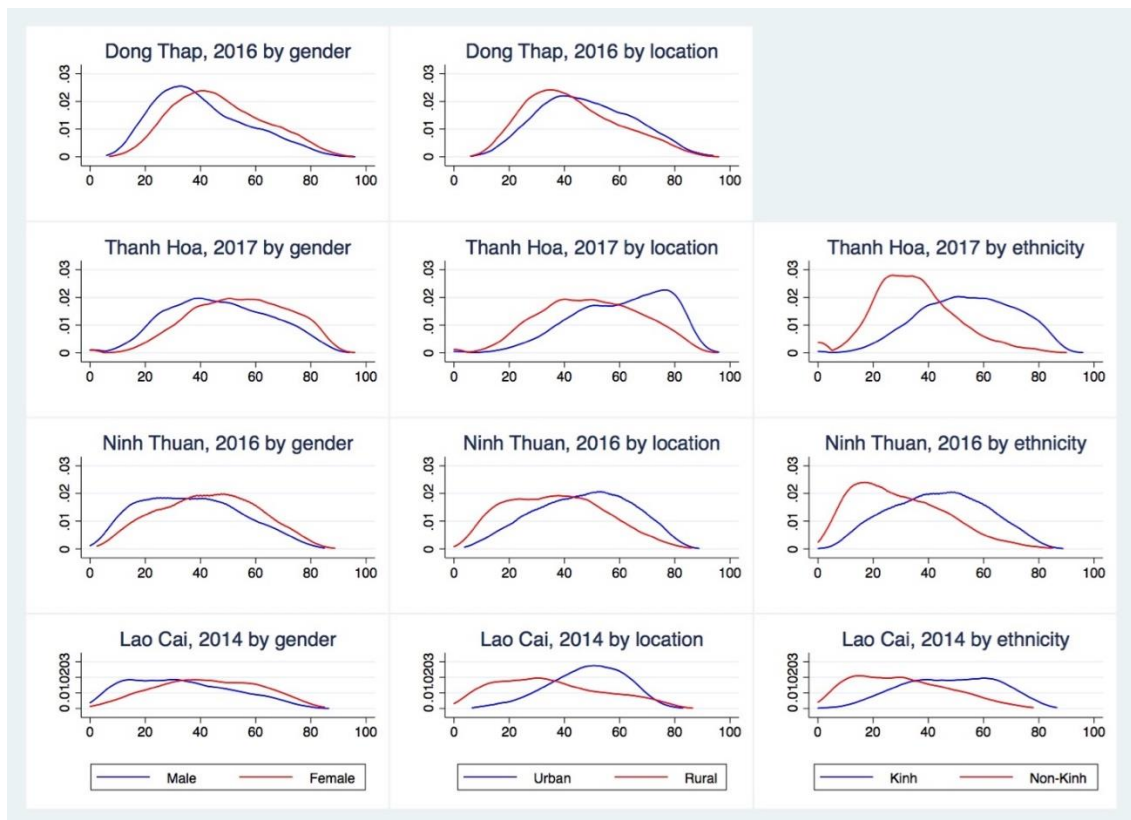 Dong Thap, 2016 by gender
.03
.02
.01
0
0 20 40 60 80 100
Dong Thap, 2016 by location
.03
.02
.01
0
0 20 40 60 80 100
Thanh Hoa, 2017 by gender
.03
.02
.01
0
0 20 40 60 80 100
Thanh Hoa, 2017 by location
.03
.02
.01
0
0 20 40 60 80 100
Thanh Hoa, 2017 by ethnicity
.03
.02
.01
0
0 20 40 60 80 100
Ninh Thuan, 2016 by gender
.03
.02
.01
0
0 20 40 60 80 100
Ninh Thuan, 2016 by location
.03
.02
.01
0
0 20 40 60 80 100
Ninh Thuan, 2016 by ethnicity
.03
.02
.01
0
0 20 40 60 80 100
Lao Cai, 2014 by gender
0.010203
0 20 40 60 80 100
Male Female
Lao Cai, 2014 by location
0.010203
0 20 40 60 80 100
Urban Rural
Lao Cai, 2014 by ethnicity
0.010203
0 20 40 60 80 100
Kinh Non-Kinh